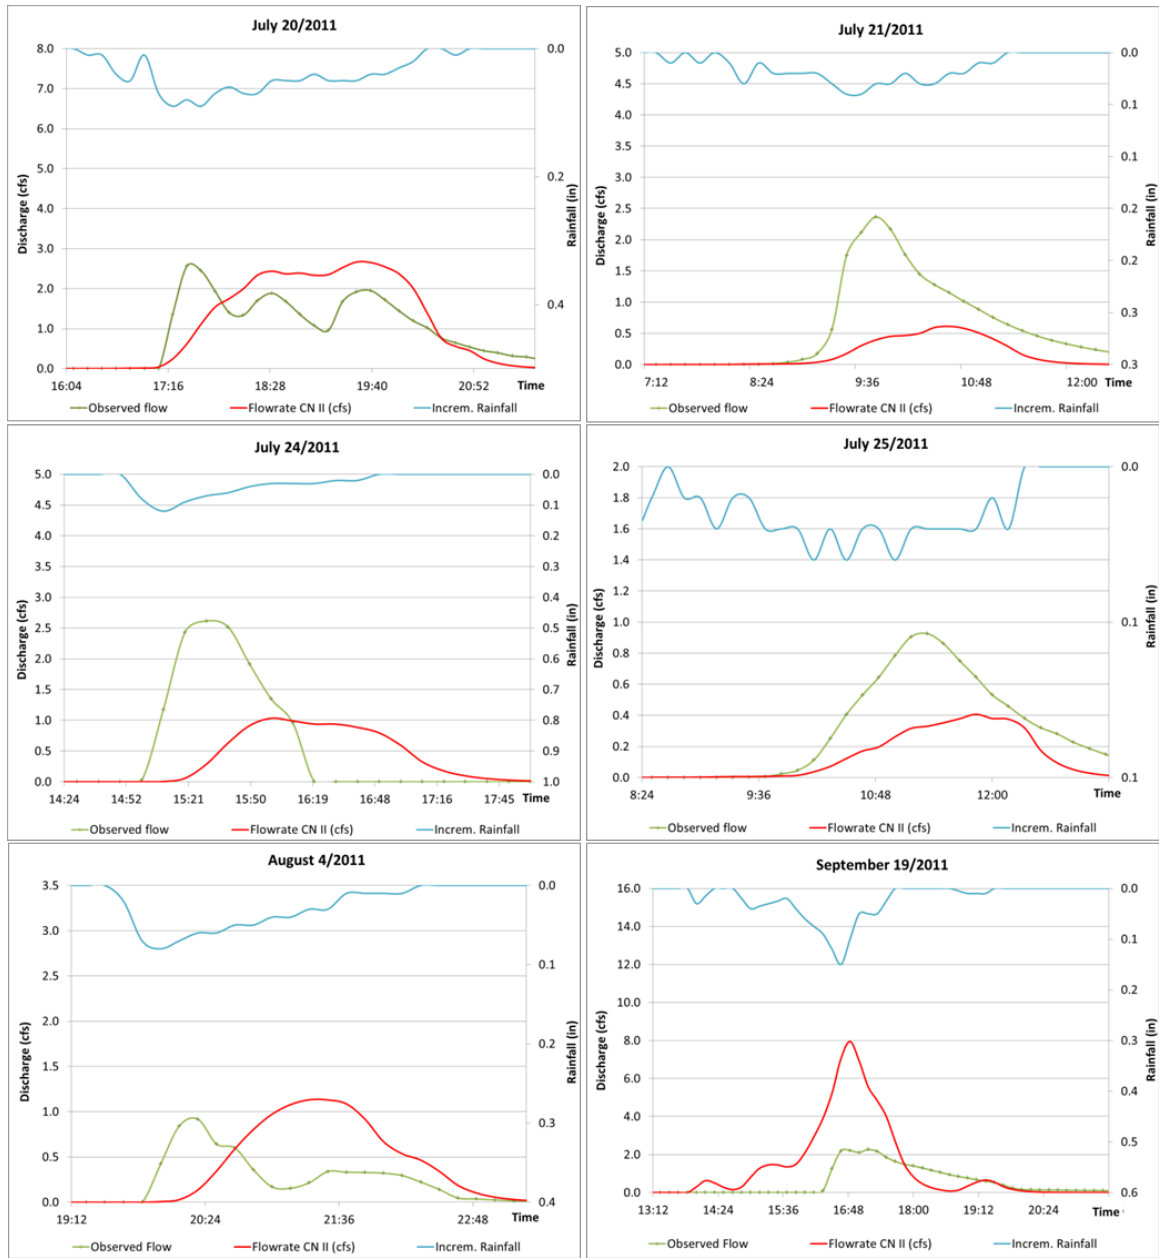 July 20/2011
8.0 0.0
7.0
6.0
5.0 0.2
4.0
3.0
2.0 0.4
1.0
0.0
Discharge (cfs)
Rainfall (in)
16:04 17:16 18:28 19:40 20:52 Time
Observed flow Flowrate CN II (cfs) Increm. Rainfall
July 21/2011
5.0 0.0
4.5
4.0 0.1
3.5
3.0 0.1
2.5 0.2
2.0
1.5 0.2
1.0 0.3
0.5
0.0 0.3
Discharge (cfs)
Rainfall (in)
7:12 8:24 9:36 10:48 12:00 Time
Observed flow Flowrate CN II (cfs) Increm. Rainfall
July 24/2011
5.0 0.0
4.5 0.1
4.0 0.2
3.5 0.3
3.0 0.4
2.5 0.5
2.0 0.6
1.5 0.7
1.0 0.8
0.5 0.9
0.0 1.0
Discharge (cfs)
Rainfall (in)
14:24 14:52 15:21 15:50 16:19 16:48 17:16 17:45 Time
Observed flow Flowrate CN II (cfs) Increm. Rainfall
July 25/2011
2.0 0.0
1.8
1.6
1.4
1.2
1.0 0.1
0.8
0.6
0.4
0.2
0.0 0.1
Discharge (cfs)
Rainfall (in)
8:24 9:36 10:48 12:00 Time
Observed flow Flowrate CN II (cfs) Increm. Rainfall
August 4/2011
3.5 0.0
3.0
2.5 0.1
2.0
1.5 0.2
1.0 0.3
0.5
0.0 0.4
Discharge (cfs)
Rainfall (in)
19:12 20:24 21:36 22:48 Time
Observed Flow Flowrate CN II (cfs) Increm. Rainfall
September 19/2011
16.0 0.0
14.0
12.0 0.1
10.0 0.2
8.0 0.3
6.0 0.4
4.0
2.0 0.5
0.0 0.6
Discharge (cfs)
Rainfall (in)
13:12 14:24 15:36 16:48 18:00 19:12 20:24 Time
Observed Flow Flowrate CN II (cfs) Increm. Rainfall